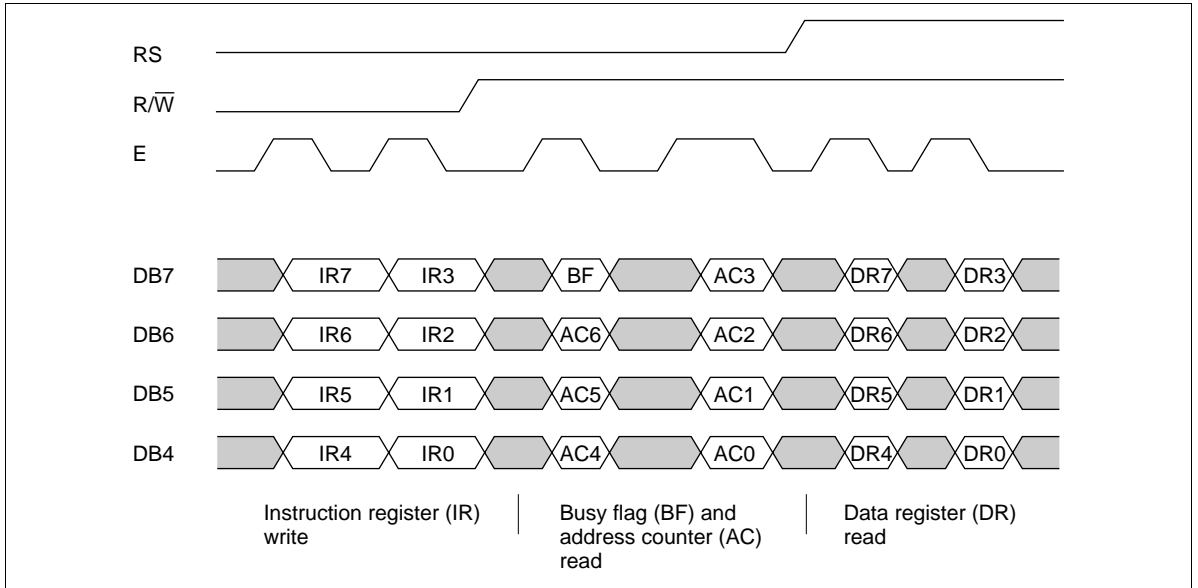 RS
R/W̅
E
DB7 IR7 IR3 BF AC3 DR7 DR3
DB6 IR6 IR2 AC6 AC2 DR6 DR2
DB5 IR5 IR1 AC5 AC1 DR5 DR1
DB4 IR4 IR0 AC4 AC0 DR4 DR0
Instruction register (IR)
write
Busy flag (BF) and
address counter (AC)
read
Data register (DR)
read